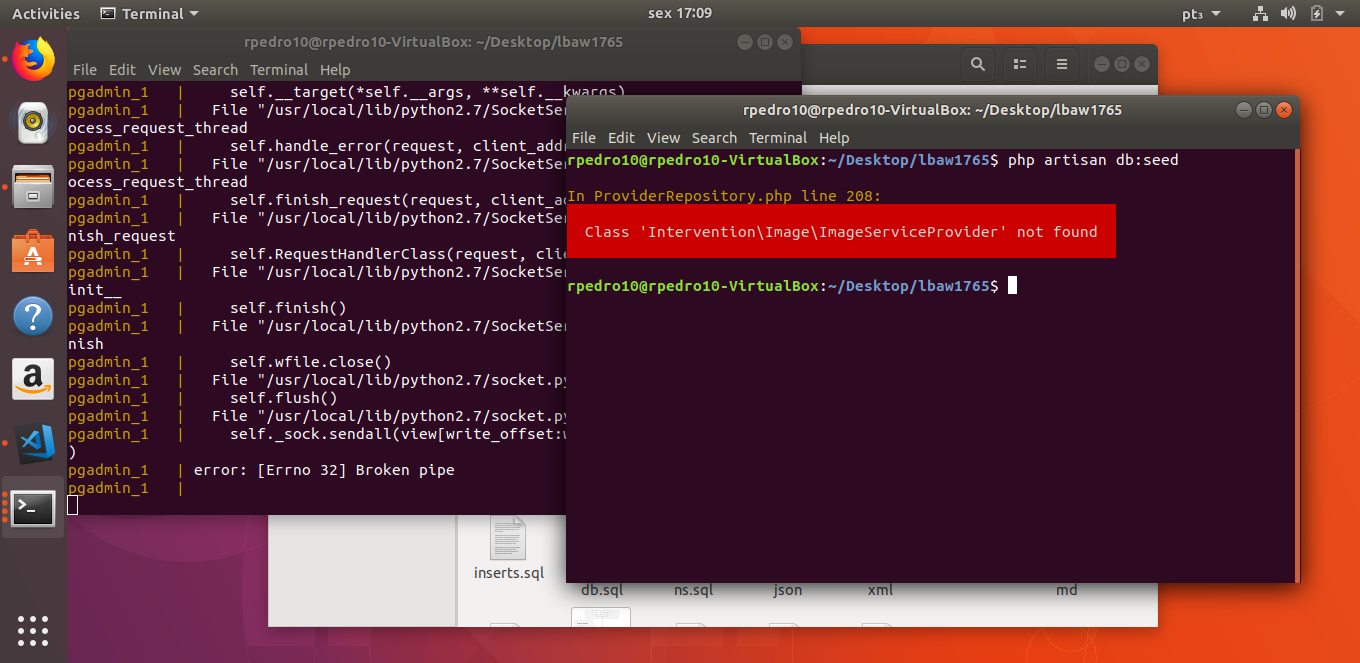 Activities Terminal sex 17:09 pt₃
rpedro10@rpedro10-VirtualBox: ~/Desktop/lbaw1765
File Edit View Search Terminal Help
pgadmin_1 | self.__target(*self.__args, **self.__kwargs)
pgadmin_1 | File "/usr/local/lib/python2.7/SocketSer
ocess_request_thread
pgadmin_1 | self.handle_error(request, client_addr
pgadmin_1 | File "/usr/local/lib/python2.7/SocketSer
ocess_request_thread
pgadmin_1 | self.finish_request(request, client_ad
pgadmin_1 | File "/usr/local/lib/python2.7/SocketSer
nish_request
pgadmin_1 | self.RequestHandlerClass(request, clie
pgadmin_1 | File "/usr/local/lib/python2.7/SocketSer
init__
pgadmin_1 | self.finish()
pgadmin_1 | File "/usr/local/lib/python2.7/SocketSer
nish
pgadmin_1 | self.wfile.close()
pgadmin_1 | File "/usr/local/lib/python2.7/socket.py
pgadmin_1 | self.flush()
pgadmin_1 | File "/usr/local/lib/python2.7/socket.py
pgadmin_1 | self._sock.sendall(view[write_offset:w
)
pgadmin_1 | error: [Errno 32] Broken pipe
pgadmin_1 |
rpedro10@rpedro10-VirtualBox: ~/Desktop/lbaw1765
File Edit View Search Terminal Help
rpedro10@rpedro10-VirtualBox:~/Desktop/lbaw1765$ php artisan db:seed
In ProviderRepository.php line 208:
Class 'Intervention\Image\ImageServiceProvider' not found
rpedro10@rpedro10-VirtualBox:~/Desktop/lbaw1765$
inserts.sql
db.sql ns.sql json xml md